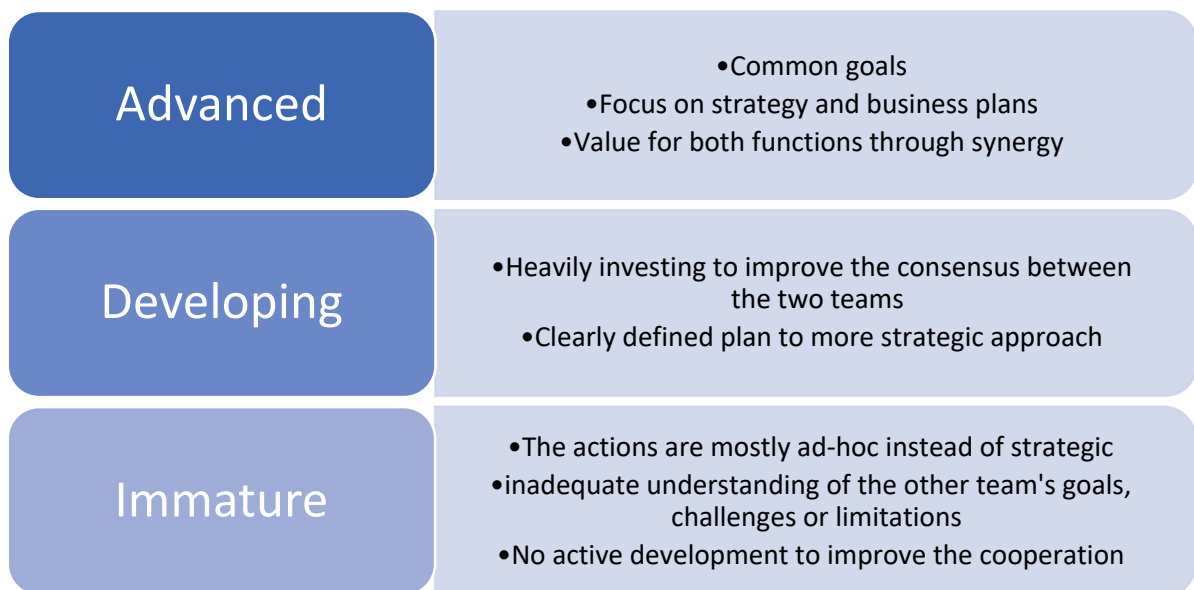 Advanced
•Common goals
•Focus on strategy and business plans
•Value for both functions through synergy
Developing
•Heavily investing to improve the consensus between
the two teams
•Clearly defined plan to more strategic approach
Immature
•The actions are mostly ad-hoc instead of strategic
•inadequate understanding of the other team's goals,
challenges or limitations
•No active development to improve the cooperation